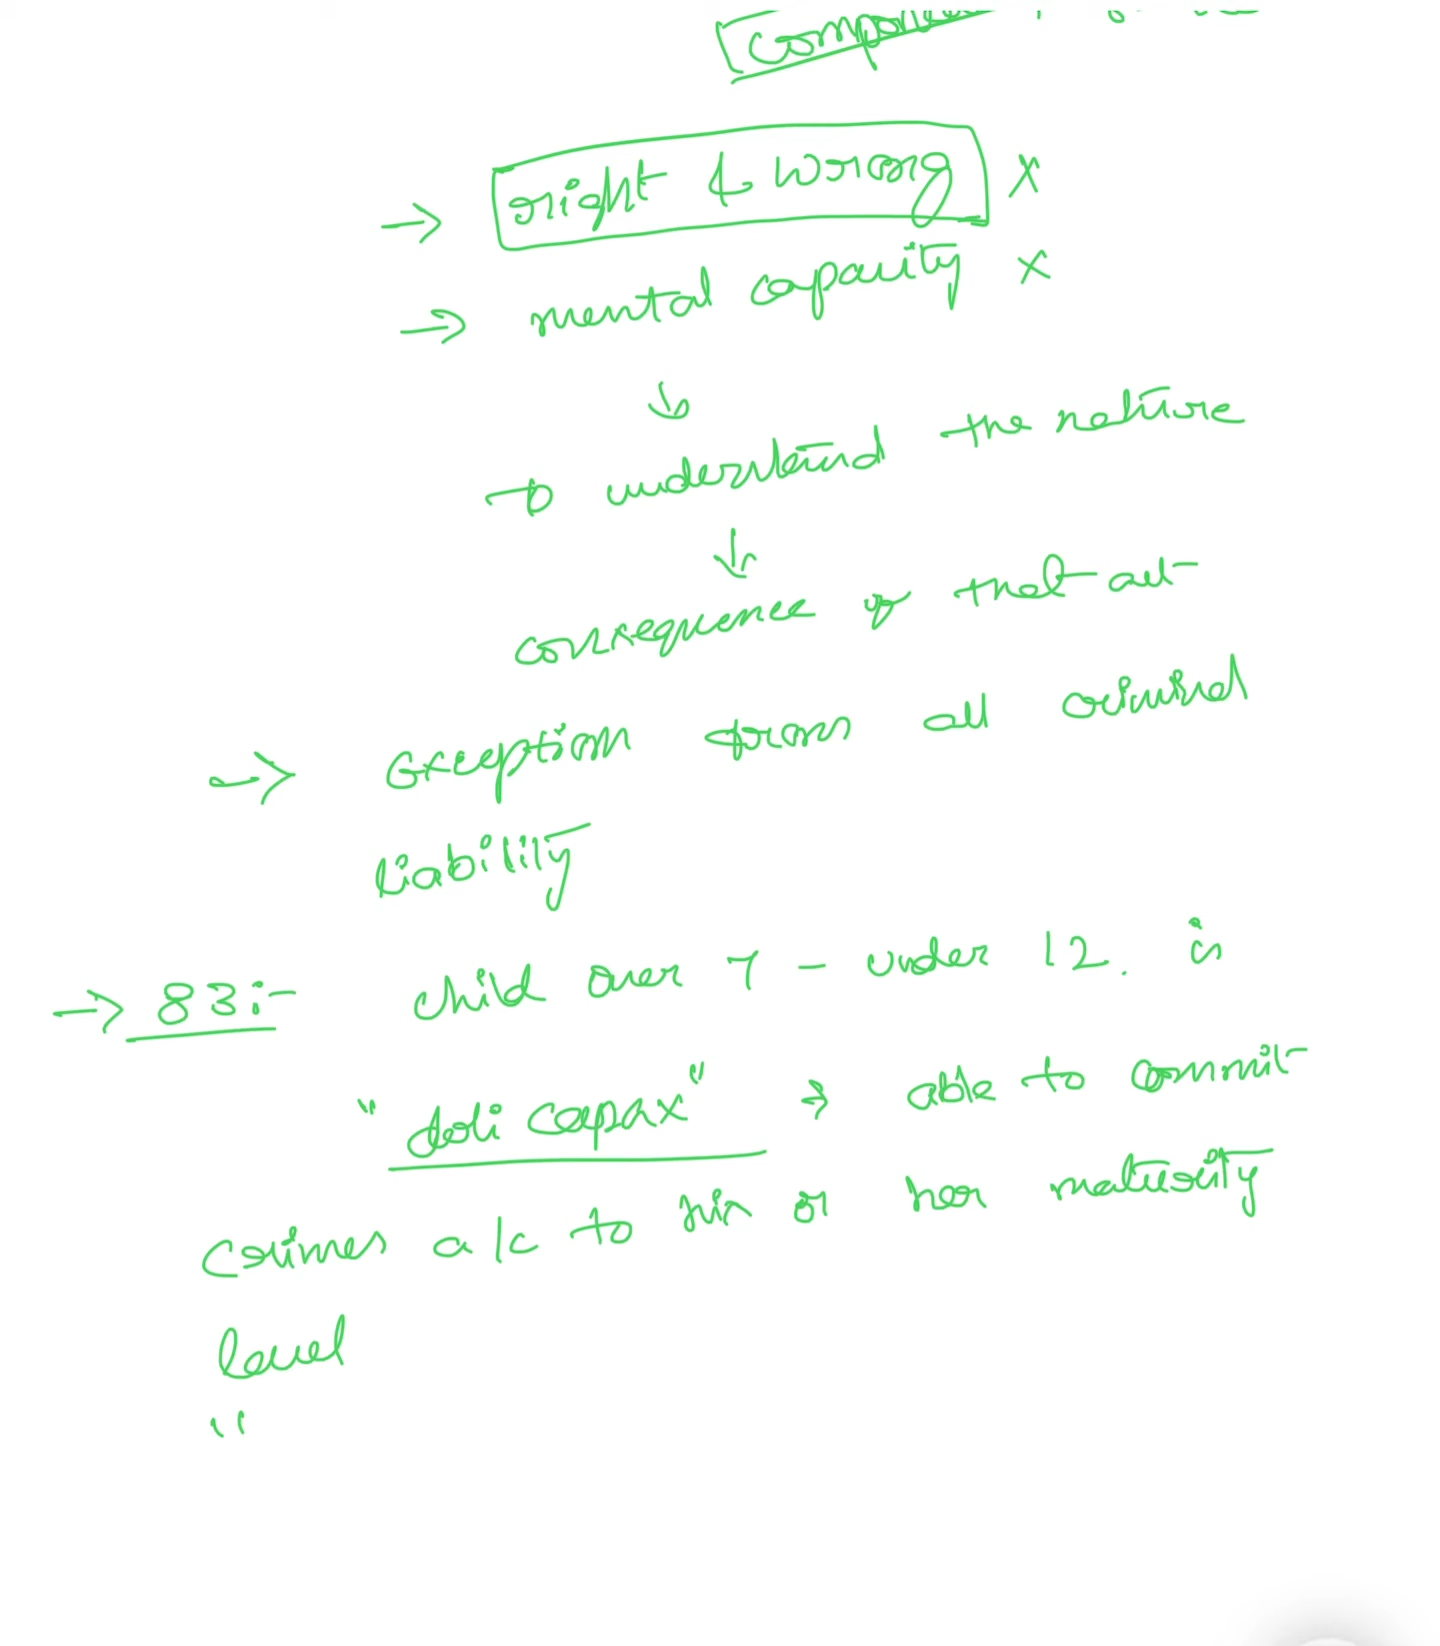 → right & wrong x
→ mental capacity x
↓
→ understand the nature
↓
consequence of that act
→ Exception from all criminal
liability
→ 83:- child over 7 - under 12. is
"doli capax" → able to commit
crimes a/c to his or her maturity
level
"